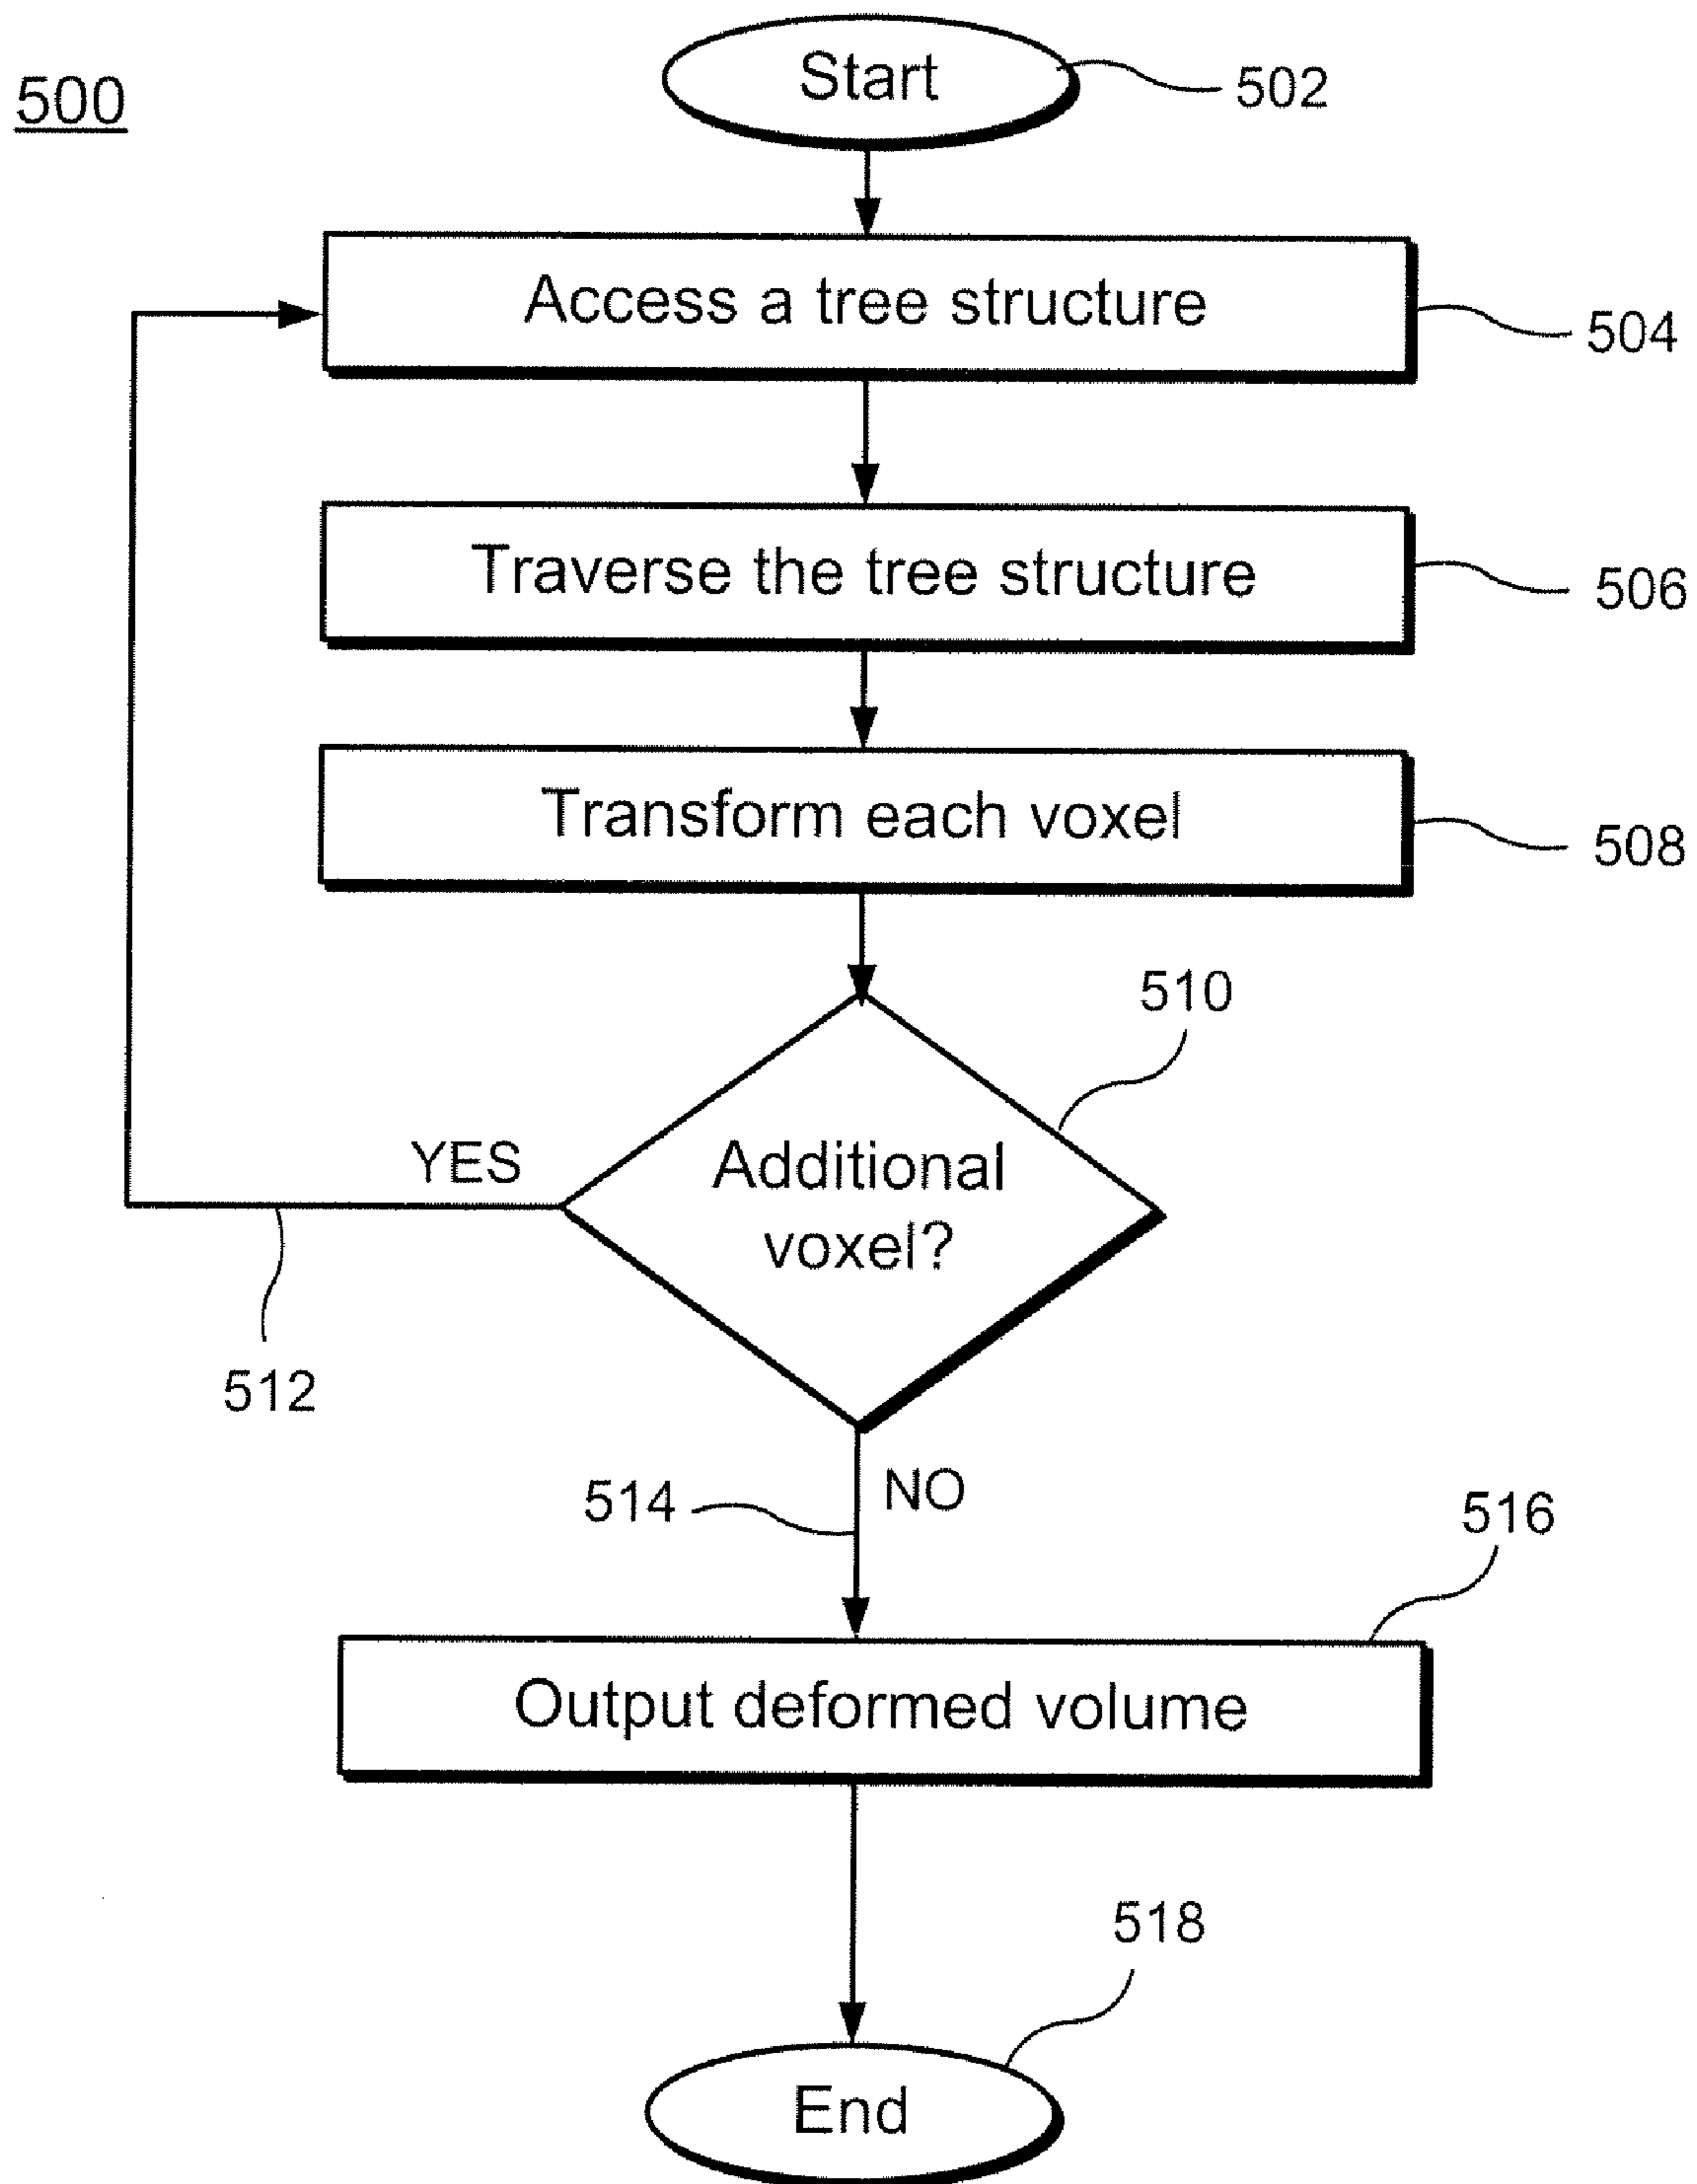 Start
502
500
Access a tree structure
504
Traverse the tree structure
506
Transform each voxel
508
510
YES
Additional
voxel?
512
514
NO
516
Output deformed volume
518
End